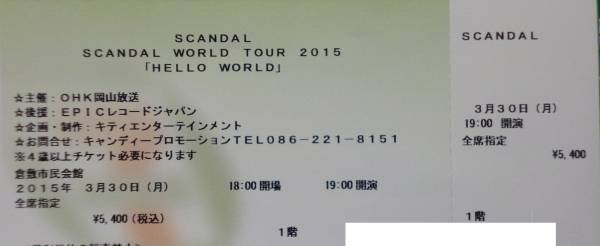 SCANDAL
SCANDAL WORLD TOUR 2015
「HELLO WORLD」
☆主催:OHK岡山放送
☆後援:EPICレコードジャパン
☆企画・制作:キティエンターテインメント
☆お問合せ:キャンディープロモーションTEL086-221-8151
※4歳以上チケット必要になります
倉敷市民会館
2015年 3月30日(月) 18:00開場 19:00開演
全席指定
¥5,400(税込)
1階
SCANDAL
3月30日(月)
19:00 開演
全席指定
¥5,400
1階